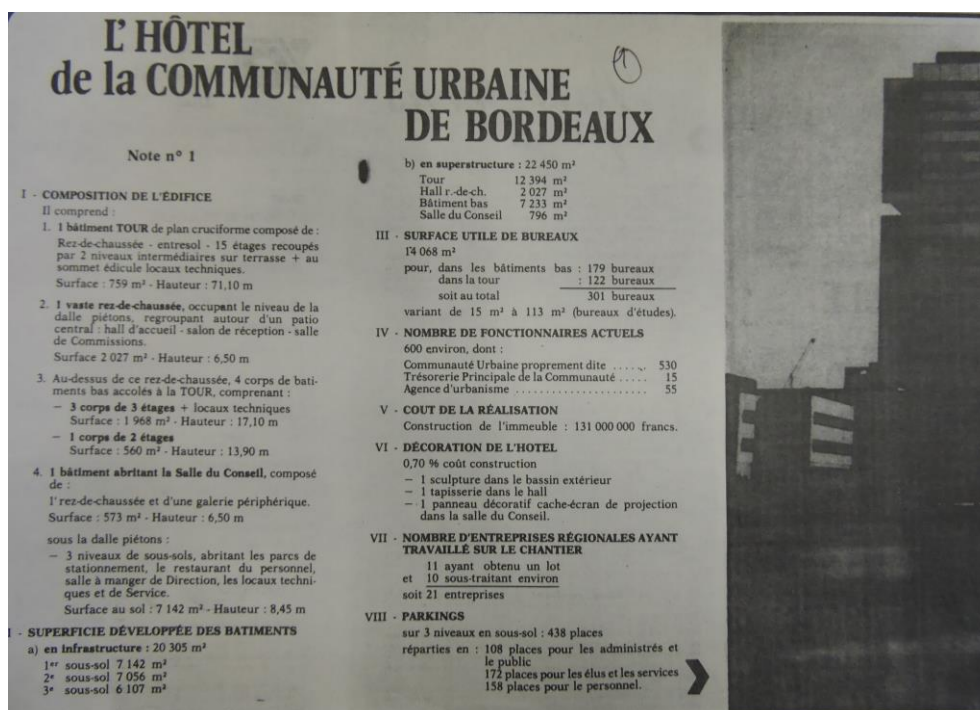 L'HÔTEL
de la COMMUNAUTÉ URBAINE
DE BORDEAUX
1
Note n° 1
I - COMPOSITION DE L'ÉDIFICE
Il comprend :
1. 1 bâtiment TOUR de plan cruciforme composé de :
Rez-de-chaussée - entresol - 15 étages recoupés
par 2 niveaux intermédiaires sur terrasse + au
sommet édicule locaux techniques.
Surface : 759 m² - Hauteur : 71,10 m
2. 1 vaste rez-de-chaussée, occupant le niveau de la
dalle piétons, regroupant autour d'un patio
central : hall d'accueil - salon de réception - salle
de Commissions.
Surface 2 027 m² - Hauteur : 6,50 m
3. Au-dessus de ce rez-de-chaussée, 4 corps de bati-
ments bas accolés à la TOUR, comprenant :
— 3 corps de 3 étages + locaux techniques
Surface : 1 968 m² - Hauteur : 17,10 m
— 1 corps de 2 étages
Surface : 560 m² - Hauteur : 13,90 m
4. 1 bâtiment abritant la Salle du Conseil, composé
de :
1' rez-de-chaussée et d'une galerie périphérique.
Surface : 573 m² - Hauteur : 6,50 m
sous la dalle piétons :
— 3 niveaux de sous-sols, abritant les parcs de
stationnement, le restaurant du personnel,
salle à manger de Direction, les locaux techni-
ques et de Service.
Surface au sol : 7 142 m² - Hauteur : 8,45 m
I - SUPERFICIE DÉVELOPPÉE DES BATIMENTS
a) en infrastructure : 20 305 m²
1er sous-sol 7 142 m²
2e sous-sol 7 056 m²
3e sous-sol 6 107 m²
b) en superstructure : 22 450 m²
Tour 12 394 m²
Hall r.-de-ch. 2 027 m²
Bâtiment bas 7 233 m²
Salle du Conseil 796 m²
III - SURFACE UTILE DE BUREAUX
14 068 m²
pour, dans les bâtiments bas : 179 bureaux
dans la tour : 122 bureaux
soit au total 301 bureaux
variant de 15 m² à 113 m² (bureaux d'études).
IV - NOMBRE DE FONCTIONNAIRES ACTUELS
600 environ, dont :
Communauté Urbaine proprement dite ..... 530
Trésorerie Principale de la Communauté ..... 15
Agence d'urbanisme ..................... 55
V - COUT DE LA RÉALISATION
Construction de l'immeuble : 131 000 000 francs.
VI - DÉCORATION DE L'HOTEL
0,70 % coût construction
— 1 sculpture dans le bassin extérieur
— 1 tapisserie dans le hall
— 1 panneau décoratif cache-écran de projection
dans la salle du Conseil.
VII - NOMBRE D'ENTREPRISES RÉGIONALES AYANT
TRAVAILLÉ SUR LE CHANTIER
11 ayant obtenu un lot
et 10 sous-traitant environ
soit 21 entreprises
VIII - PARKINGS
sur 3 niveaux en sous-sol : 438 places
réparties en : 108 places pour les administrés et
le public
172 places pour les élus et les services
158 places pour le personnel.